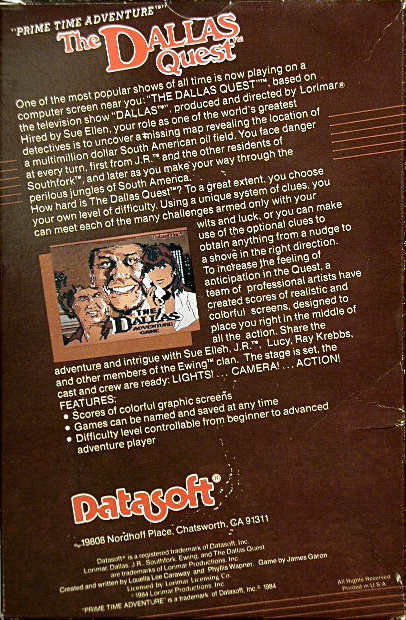 "PRIME TIME ADVENTURE"™
The DALLAS
Quest™
One of the most popular shows of all time is now playing on a
computer screen near you: "THE DALLAS QUEST"™, based on
the television show "DALLAS™", produced and directed by Lorimar®
Hired by Sue Ellen, your role as one of the world's greatest
detectives is to uncover a missing map revealing the location of
a multimillion dollar South American oil field. You face danger
at every turn, first from J.R.™ and the other residents of
Southfork™, and later as you make your way through the
perilous jungles of South America.
How hard is The Dallas Quest™? To a great extent, you choose
your own level of difficulty. Using a unique system of clues, you
can meet each of the many challenges armed only with your
wits and luck, or you can make
use of the optional clues to
obtain anything from a nudge to
a shove in the right direction.
To increase the feeling of
anticipation in the Quest, a
team of professional artists have
created scores of realistic and
colorful screens, designed to
place you right in the middle of
all the action. Share the
THE
DALLAS
ADVENTURE
GAME
adventure and intrigue with Sue Ellen, J.R.™, Lucy, Ray Krebbs,
and other members of the Ewing™ clan. The stage is set, the
cast and crew are ready: LIGHTS! . . . CAMERA! . . . ACTION!
FEATURES:
• Scores of colorful graphic screens
• Games can be named and saved at any time
• Difficulty level controllable from beginner to advanced
adventure player
Datasoft®
19808 Nordhoff Place, Chatsworth, CA 91311
Datasoft® is a registered trademark of Datasoft, Inc.
Lorimar, Dallas, J.R., Southfork, Ewing, and The Dallas Quest
are trademarks of Lorimar Productions, Inc.
Created and written by Louella Lee Caraway and Phyllis Wapner. Game by James Garon
Licensed by Lorimar Licensing Co.
©1984 Lorimar Productions, Inc.
"PRIME TIME ADVENTURE" is a trademark of Datasoft, Inc.® 1984
All Rights Reserved
Printed in U S A